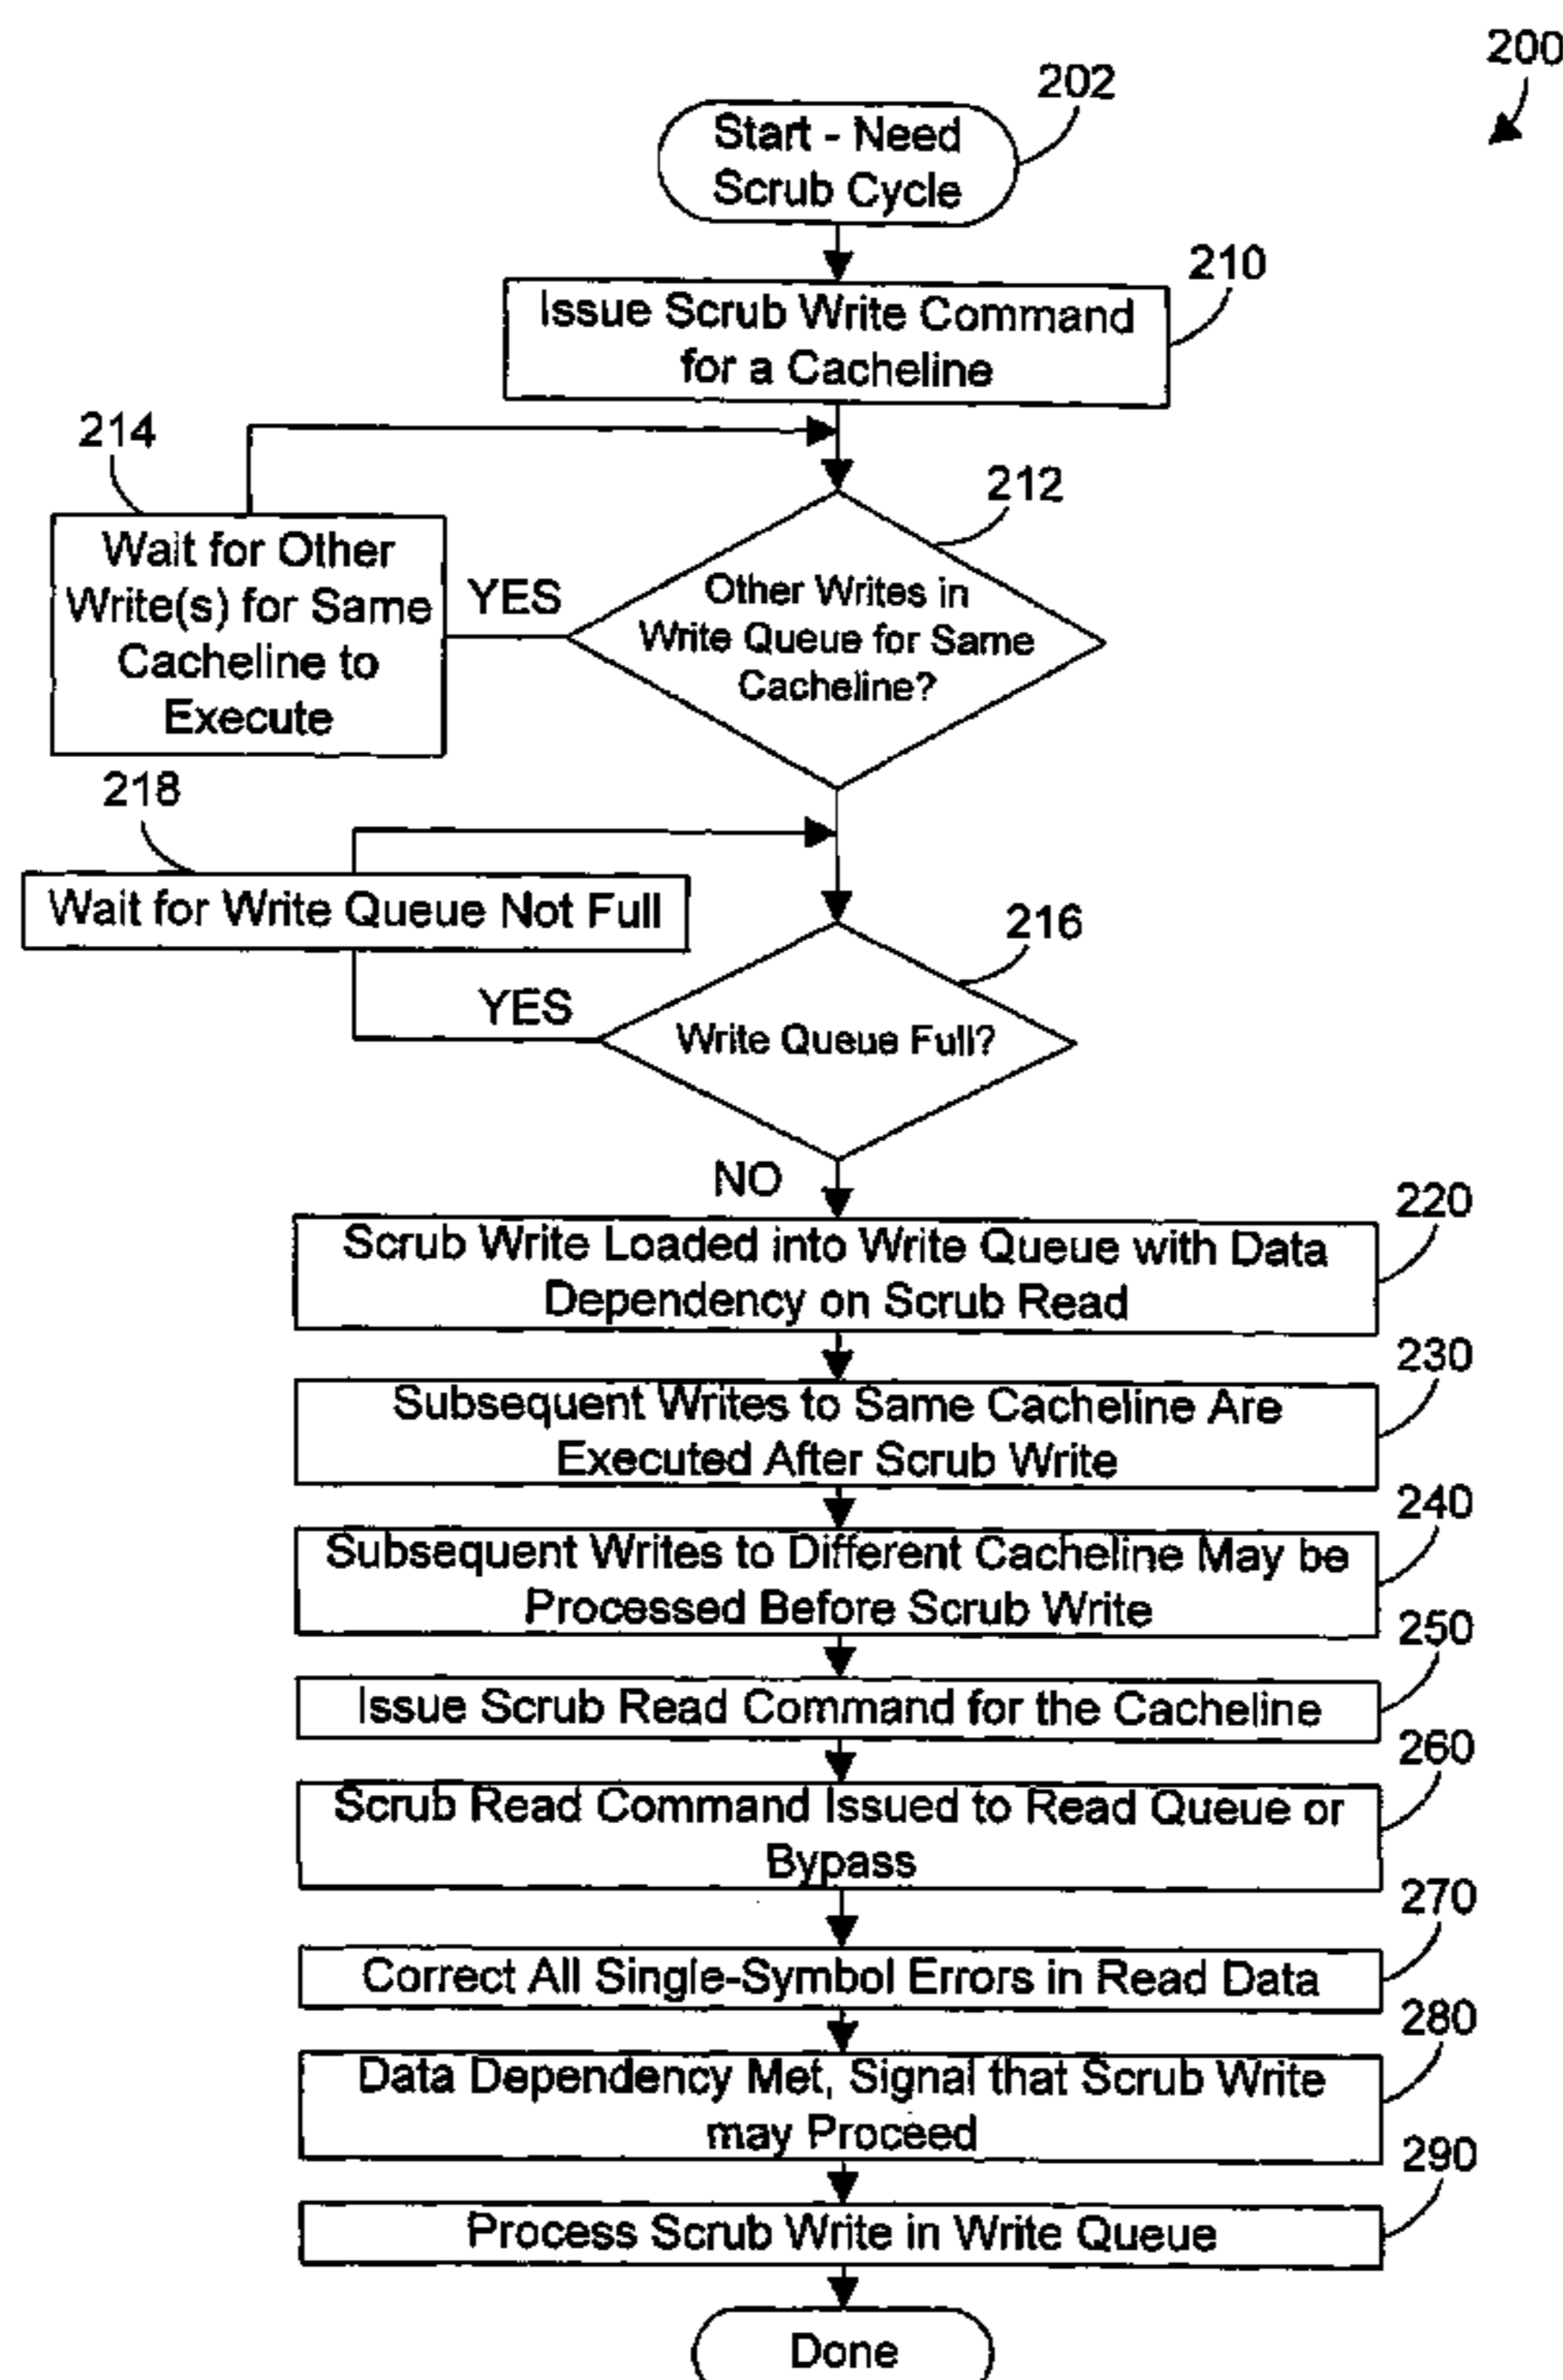 200
202
Start - Need
Scrub Cycle
210
Issue Scrub Write Command
for a Cacheline
214
212
Wait for Other
Write(s) for Same
Cacheline to
Execute
YES
Other Writes in
Write Queue for Same
Cacheline?
218
Wait for Write Queue Not Full
216
YES
Write Queue Full?
NO
220
Scrub Write Loaded into Write Queue with Data
Dependency on Scrub Read
230
Subsequent Writes to Same Cacheline Are
Executed After Scrub Write
240
Subsequent Writes to Different Cacheline May be
Processed Before Scrub Write
250
Issue Scrub Read Command for the Cacheline
260
Scrub Read Command Issued to Read Queue or
Bypass
270
Correct All Single-Symbol Errors in Read Data
280
Data Dependency Met, Signal that Scrub Write
may Proceed
290
Process Scrub Write in Write Queue
Done